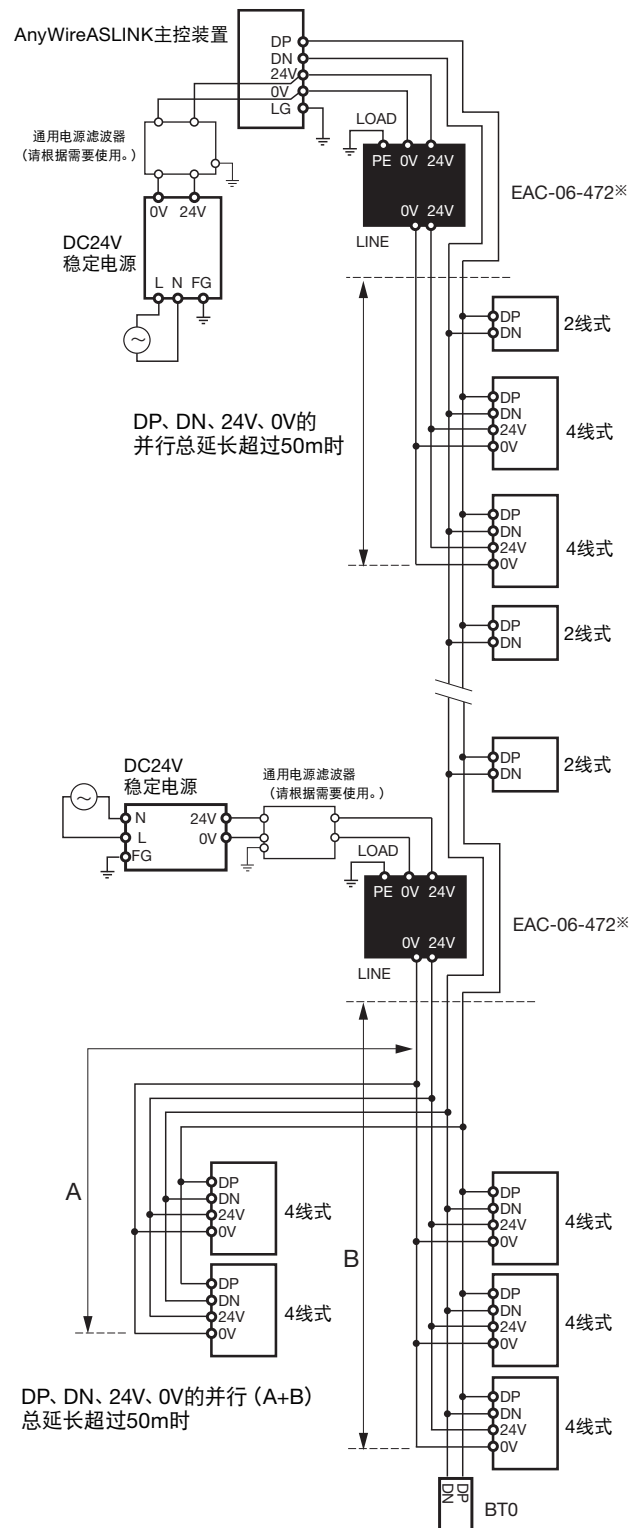 AnyWireASLINK主控装置
DP
DN
24V
0V
LG
通用电源滤波器
（请根据需要使用。）
0V 24V
DC24V
稳定电源
L N FG
LOAD
PE 0V 24V
0V 24V
LINE
EAC-06-472※
DP
DN
2线式
DP、DN、24V、0V的
并行总延长超过50m时
DP
DN
24V
0V
4线式
DP
DN
24V
0V
4线式
DP
DN
2线式
DP
DN
2线式
DC24V
稳定电源
N
L
FG
24V
0V
通用电源滤波器
（请根据需要使用。）
LOAD
PE 0V 24V
0V 24V
LINE
EAC-06-472※
A
B
DP
DN
24V
0V
4线式
DP
DN
24V
0V
4线式
DP
DN
24V
0V
4线式
DP
DN
24V
0V
4线式
DP
DN
24V
0V
4线式
DP、DN、24V、0V的并行（A+B）
总延长超过50m时
DP
DN
BT0